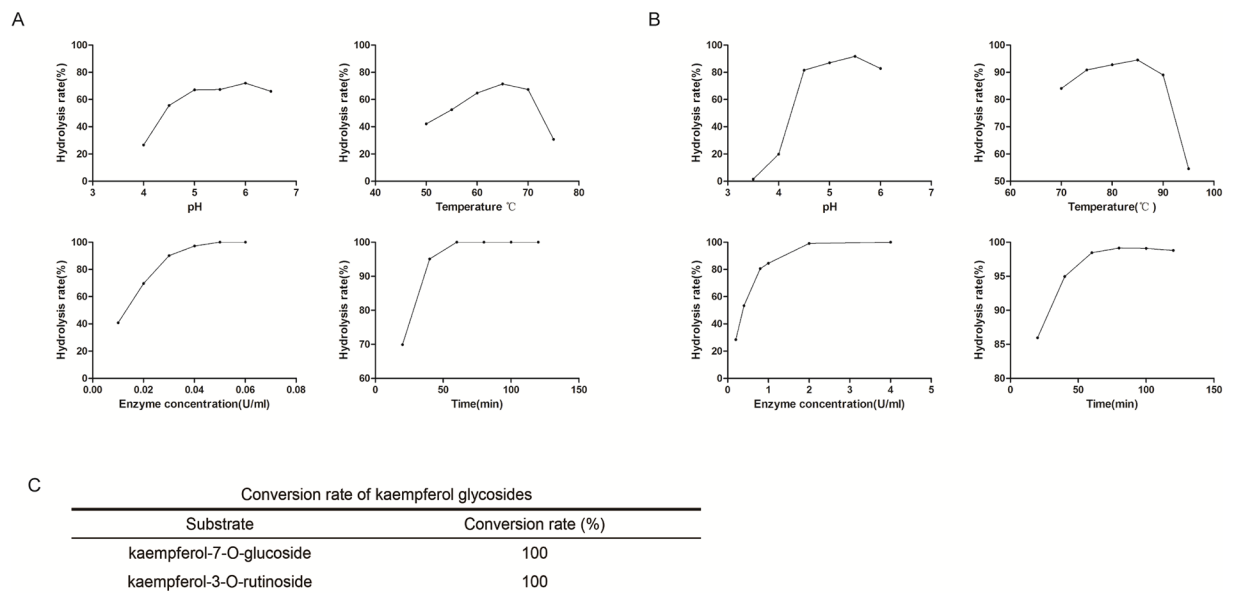 A
B
Hydrolysis rate(%)
100
80
60
40
20
0
3 4 5 6 7
pH
Hydrolysis rate(%)
100
80
60
40
20
0
40 50 60 70 80
Temperature ℃
Hydrolysis rate(%)
100
80
60
40
20
0
3 4 5 6 7
pH
Hydrolysis rate(%)
100
90
80
70
60
50
60 70 80 90 100
Temperature(℃)
Hydrolysis rate(%)
100
80
60
40
20
0
0.00 0.02 0.04 0.06 0.08
Enzyme concentration(U/ml)
Hydrolysis rate(%)
100
90
80
70
60
0 50 100 150
Time(min)
Hydrolysis rate(%)
100
80
60
40
20
0
0 1 2 3 4 5
Enzyme concentration(U/ml)
Hydrolysis rate(%)
100
95
90
85
80
0 50 100 150
Time(min)
C
Conversion rate of kaempferol glycosides
Substrate Conversion rate (%)
kaempferol-7-O-glucoside 100
kaempferol-3-O-rutinoside 100